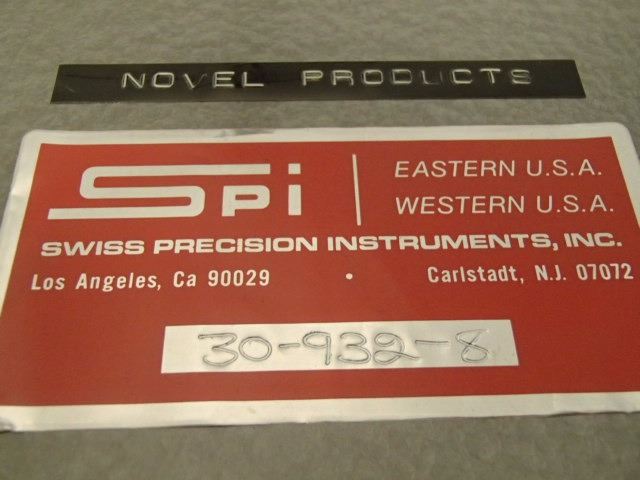 NOVEL PRODUCTS
SPi
EASTERN U.S.A.
WESTERN U.S.A.
SWISS PRECISION INSTRUMENTS, INC.
Los Angeles, Ca 90029 • Carlstadt, N.J. 07072
30-932-8